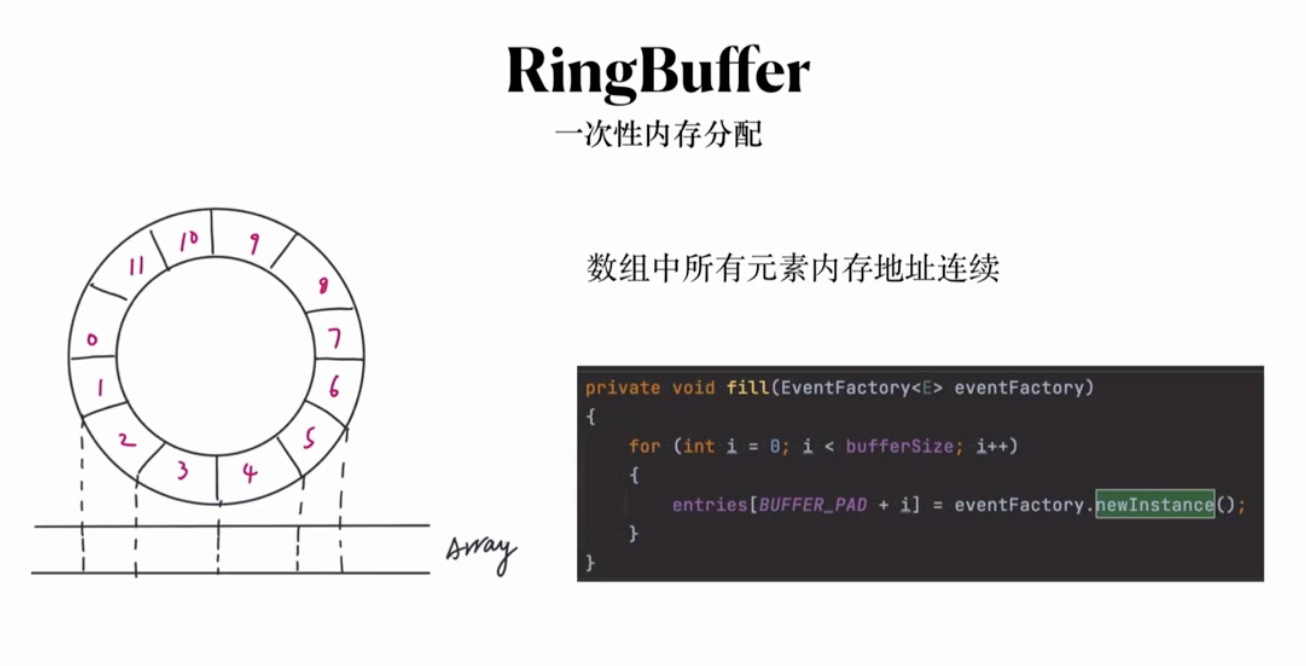 RingBuffer
一次性内存分配
10
9
11
8
0
7
1
6
2
5
3
4
Array
数组中所有元素内存地址连续
private void fill(EventFactory<E> eventFactory)
{
for (int i = 0; i < bufferSize; i++)
{
entries[BUFFER_PAD + i] = eventFactory.newInstance();
}
}